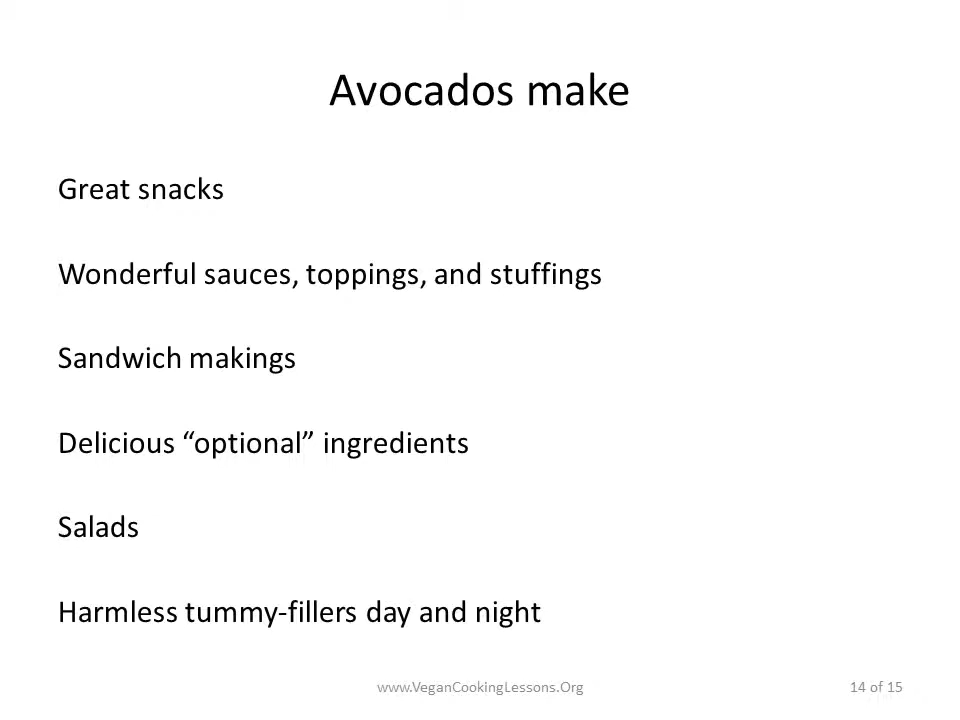 Avocados make
Great snacks
Wonderful sauces, toppings, and stuffings
Sandwich makings
Delicious “optional” ingredients
Salads
Harmless tummy-fillers day and night
www.VeganCookingLessons.Org
14 of 15